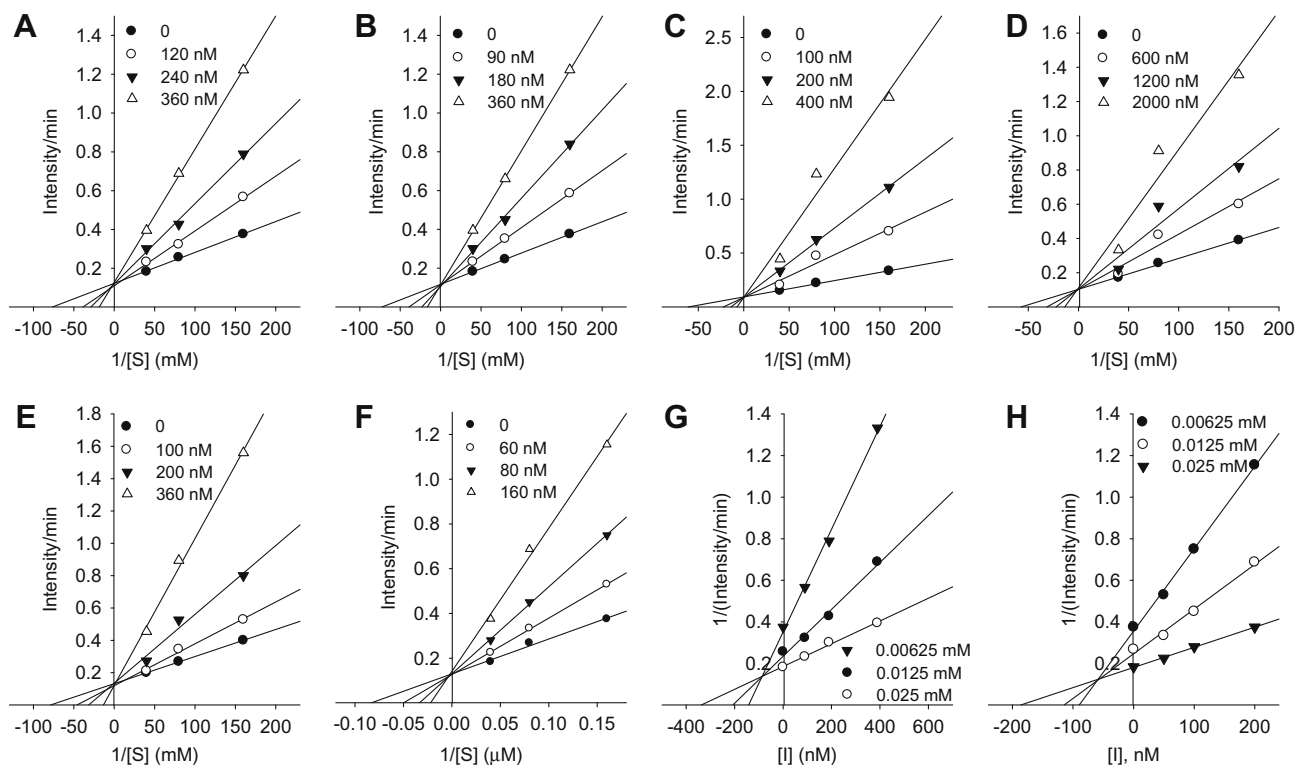 A
Intensity/min
1.4
1.2
1.0
0.8
0.6
0.4
0.2
0
120 nM
240 nM
360 nM
-100 -50 0 50 100 150 200
1/[S] (mM)
B
Intensity/min
1.4
1.2
1.0
0.8
0.6
0.4
0.2
0
90 nM
180 nM
360 nM
-100 -50 0 50 100 150 200
1/[S] (mM)
C
Intensity/min
2.5
2.0
1.5
1.0
0.5
0
100 nM
200 nM
400 nM
-50 0 50 100 150 200
1/[S] (mM)
D
Intensity/min
1.6
1.4
1.2
1.0
0.8
0.6
0.4
0.2
0
600 nM
1200 nM
2000 nM
-50 0 50 100 150 200
1/[S] (mM)
E
Intensity/min
1.8
1.6
1.4
1.2
1.0
0.8
0.6
0.4
0.2
0
100 nM
200 nM
360 nM
-100 -50 0 50 100 150 200
1/[S] (mM)
F
Intensity/min
1.2
1.0
0.8
0.6
0.4
0.2
0
60 nM
80 nM
160 nM
-0.10 -0.05 0.00 0.05 0.10 0.15
1/[S] (μM)
G
1/(Intensity/min)
1.4
1.2
1.0
0.8
0.6
0.4
0.2
0.00625 mM
0.0125 mM
0.025 mM
-400 -200 0 200 400 600
[I] (nM)
H
1/(Intensity/min)
1.4
1.2
1.0
0.8
0.6
0.4
0.2
0.00625 mM
0.0125 mM
0.025 mM
-200 -100 0 100 200
[I], nM